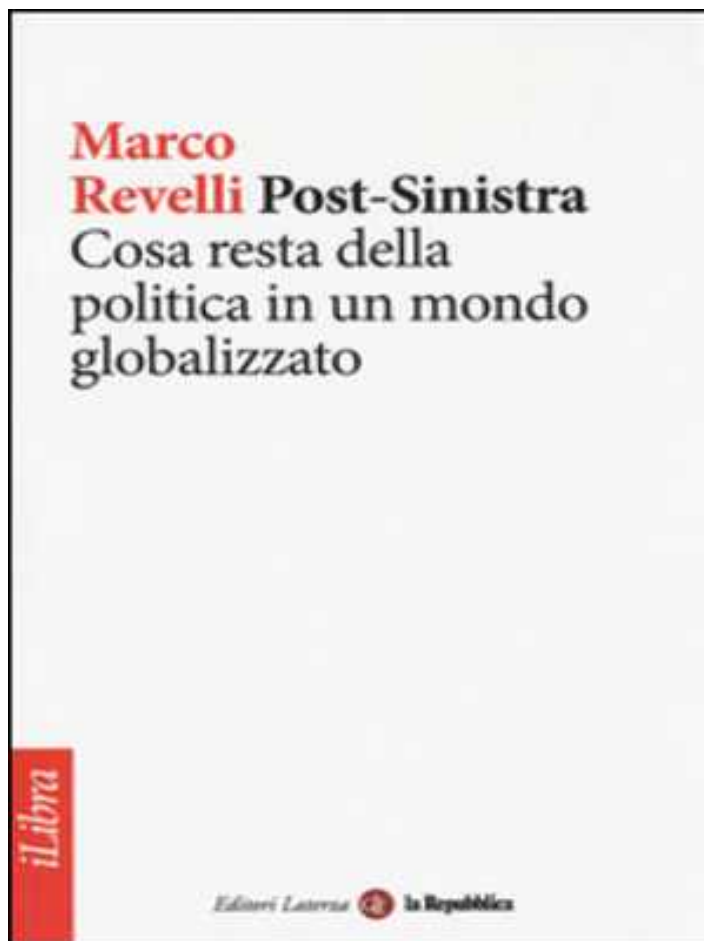 Marco
Revelli Post-Sinistra
Cosa resta della
politica in un mondo
globalizzato
iLibra
Editori Laterza la Repubblica